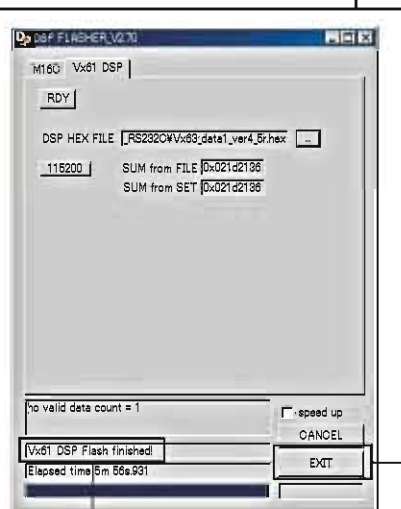 DSP FLASHER_V2.70
M16C Vx61 DSP
RDY
DSP HEX FILE _RS232C¥Vx63_data1_ver4_5r.hex ...
115200 SUM from FILE 0x021d2136
SUM from SET 0x021d2136
no valid data count = 1
speed up
CANCEL
Vx61 DSP Flash finished!
EXIT
Elapsed time 5m 56s.931